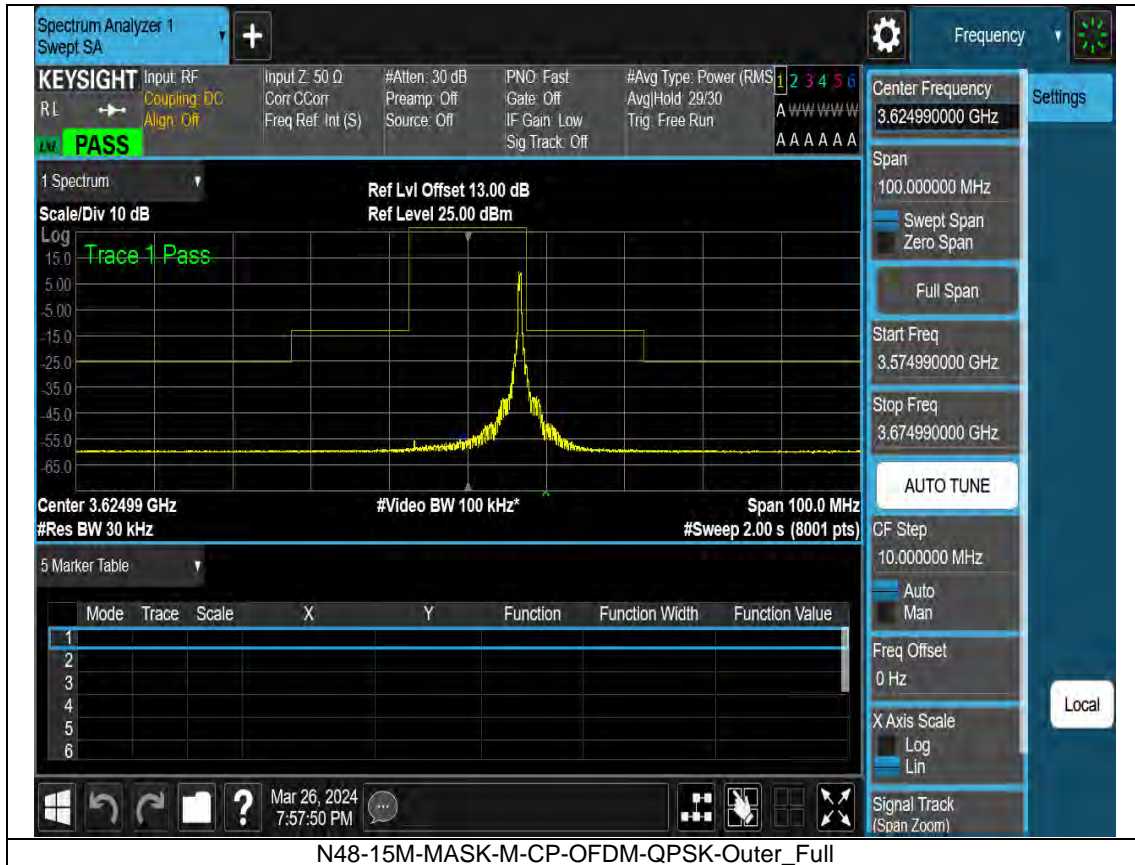 Spectrum Analyzer 1
Swept SA
Frequency
KEYSIGHT
RL
PASS
Input: RF
Coupling: DC
Align: Off
Input Z: 50 Ω
Corr CCorr
Freq Ref: Int (S)
#Atten: 30 dB
Preamp: Off
Source: Off
PNO: Fast
Gate: Off
IF Gain: Low
Sig Track: Off
#Avg Type: Power (RMS
Avg|Hold: 29/30
Trig: Free Run
1 2 3 4 5 6
A W W W W W
A A A A A A
1 Spectrum
Scale/Div 10 dB
Ref Lvl Offset 13.00 dB
Ref Level 25.00 dBm
Log
Trace 1 Pass
15.0
5.00
-5.00
-15.0
-25.0
-35.0
-45.0
-55.0
-65.0
Center 3.62499 GHz
#Res BW 30 kHz
#Video BW 100 kHz*
Span 100.0 MHz
#Sweep 2.00 s (8001 pts)
5 Marker Table
Mode Trace Scale X Y Function Function Width Function Value
1
2
3
4
5
6
Mar 26, 2024
7:57:50 PM
Center Frequency
3.624990000 GHz
Settings
Span
100.000000 MHz
Swept Span
Zero Span
Full Span
Start Freq
3.574990000 GHz
Stop Freq
3.674990000 GHz
AUTO TUNE
CF Step
10.000000 MHz
Auto
Man
Freq Offset
0 Hz
X Axis Scale
Log
Lin
Local
Signal Track
(Span Zoom)
N48-15M-MASK-M-CP-OFDM-QPSK-Outer_Full